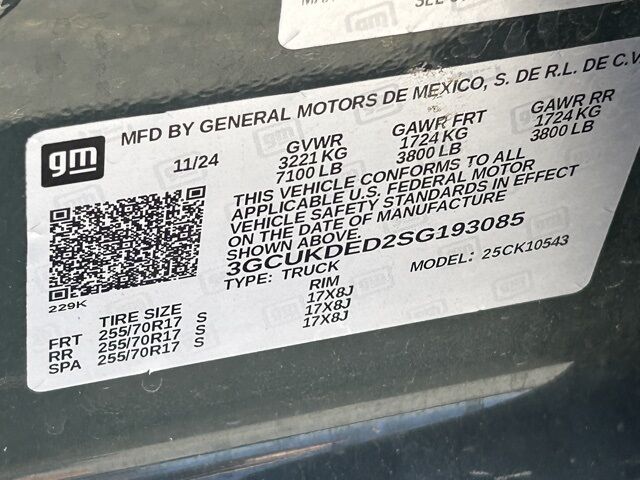 MFD BY GENERAL MOTORS DE MEXICO, S. DE R.L. DE C.V.
gm
11/24
GVWR GAWR FRT GAWR RR
3221 KG 1724 KG 1724 KG
7100 LB 3800 LB 3800 LB
THIS VEHICLE CONFORMS TO ALL
APPLICABLE U.S. FEDERAL MOTOR
VEHICLE SAFETY STANDARDS IN EFFECT
ON THE DATE OF MANUFACTURE
SHOWN ABOVE.
3GCUKDED2SG193085
TYPE: TRUCK MODEL: 25CK10543
229K
TIRE SIZE RIM
FRT 255/70R17 S 17X8J
RR 255/70R17 S 17X8J
SPA 255/70R17 S 17X8J